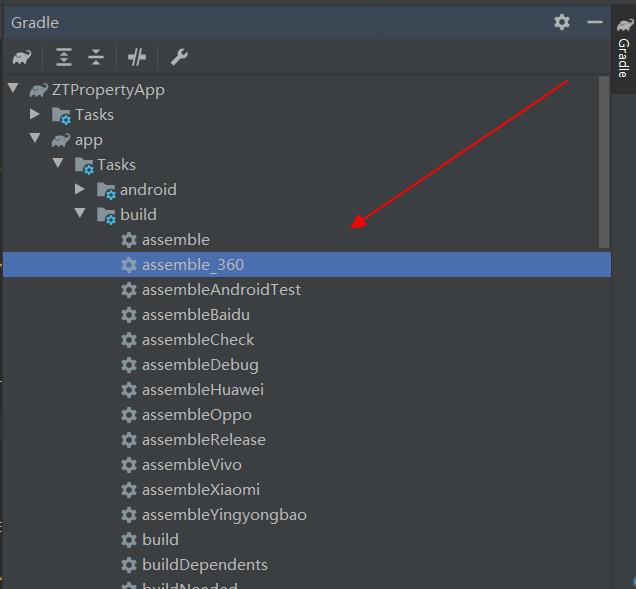 Gradle
Gradle
ZTPropertyApp
Tasks
app
Tasks
android
build
assemble
assemble_360
assembleAndroidTest
assembleBaidu
assembleCheck
assembleDebug
assembleHuawei
assembleOppo
assembleRelease
assembleVivo
assembleXiaomi
assembleYingyongbao
build
buildDependents
buildNeeded